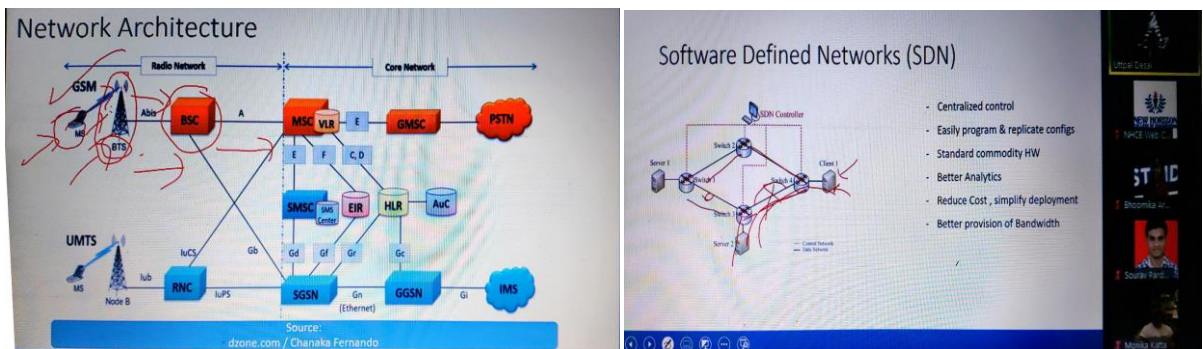 Network Architecture
Radio Network
Core Network
GSM
MS
BTS
Abis
BSC
A
MSC
VLR
E
GMSC
PSTN
E
F
C, D
SMSC
SMS Center
EIR
HLR
AuC
UMTS
MS
Node B
Iub
RNC
IuCS
IuPS
Gb
Gd
Gf
Gr
Gc
SGSN
Gn
(Ethernet)
GGSN
Gi
IMS
Source:
dzone.com / Chanaka Fernando
Software Defined Networks (SDN)
SDN Controller
Switch 2
Server 1
Switch 1
Switch 4
Client 1
Switch 3
Server 2
Control Network
Data Network
- Centralized control
- Easily program & replicate configs
- Standard commodity HW
- Better Analytics
- Reduce Cost , simplify deployment
- Better provision of Bandwidth
Uttpal Desai
NHCE Web C...
ST
ID
Bhoomika Ar...
Sourav Pard...
Monika Katta